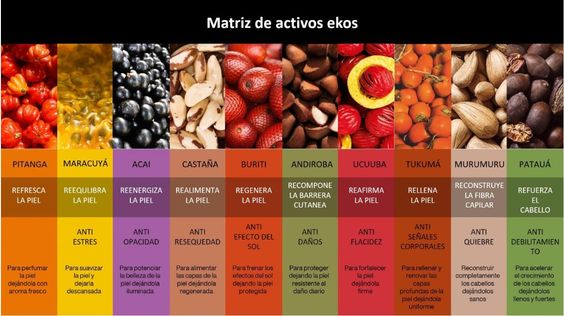 Matriz de activos ekos
PITANGA
MARACUYÁ
ACAI
CASTAÑA
BURITI
ANDIROBA
UCUUBA
TUKUMÁ
MURUMURU
PATAUÁ
REFRESCA
LA PIEL
REEQULIBRA
LA PIEL
REENERGIZA
LA PIEL
REALIMENTA
LA PIEL
REGENERA
LA PIEL
RECOMPONE
LA BARRERA
CUTANEA
REAFIRMA
LA PIEL
RELLENA
LA PIEL
RECONSTRUYE
LA FIBRA
CAPILAR
REFUERZA
EL
CABELLO
ANTI
ESTRES
ANTI
OPACIDAD
ANTI
RESEQUEDAD
ANTI
EFECTO DEL
SOL
ANTI
DAÑOS
ANTI
FLACIDEZ
ANTI
SEÑALES
CORPORALES
ANTI
QUIEBRE
ANTI
DEBILITAMIEN
TO
Para perfumar
la piel
dejándola con
aroma fresco
Para suavizar
la piel y
dejarla
descansada
Para potenciar
la belleza de la
piel dejándola
iluminada
Para alimentar
las capas de la
piel dejándola
regenerada
Para frenar los
efectos del sol
dejando la piel
protegida
Para proteger
dejando la piel
resistente al
daño diario
Para fortalecer
la piel
dejándola
firme
Para rellenar y
renovar las
capas
profundas de la
piel dejándola
uniforme
Reconstruir
completamente
los cabellos
dejándolos
sanos
Para acelerar
el crecimiento
de los cabellos
dejándolos
llenos y fuertes